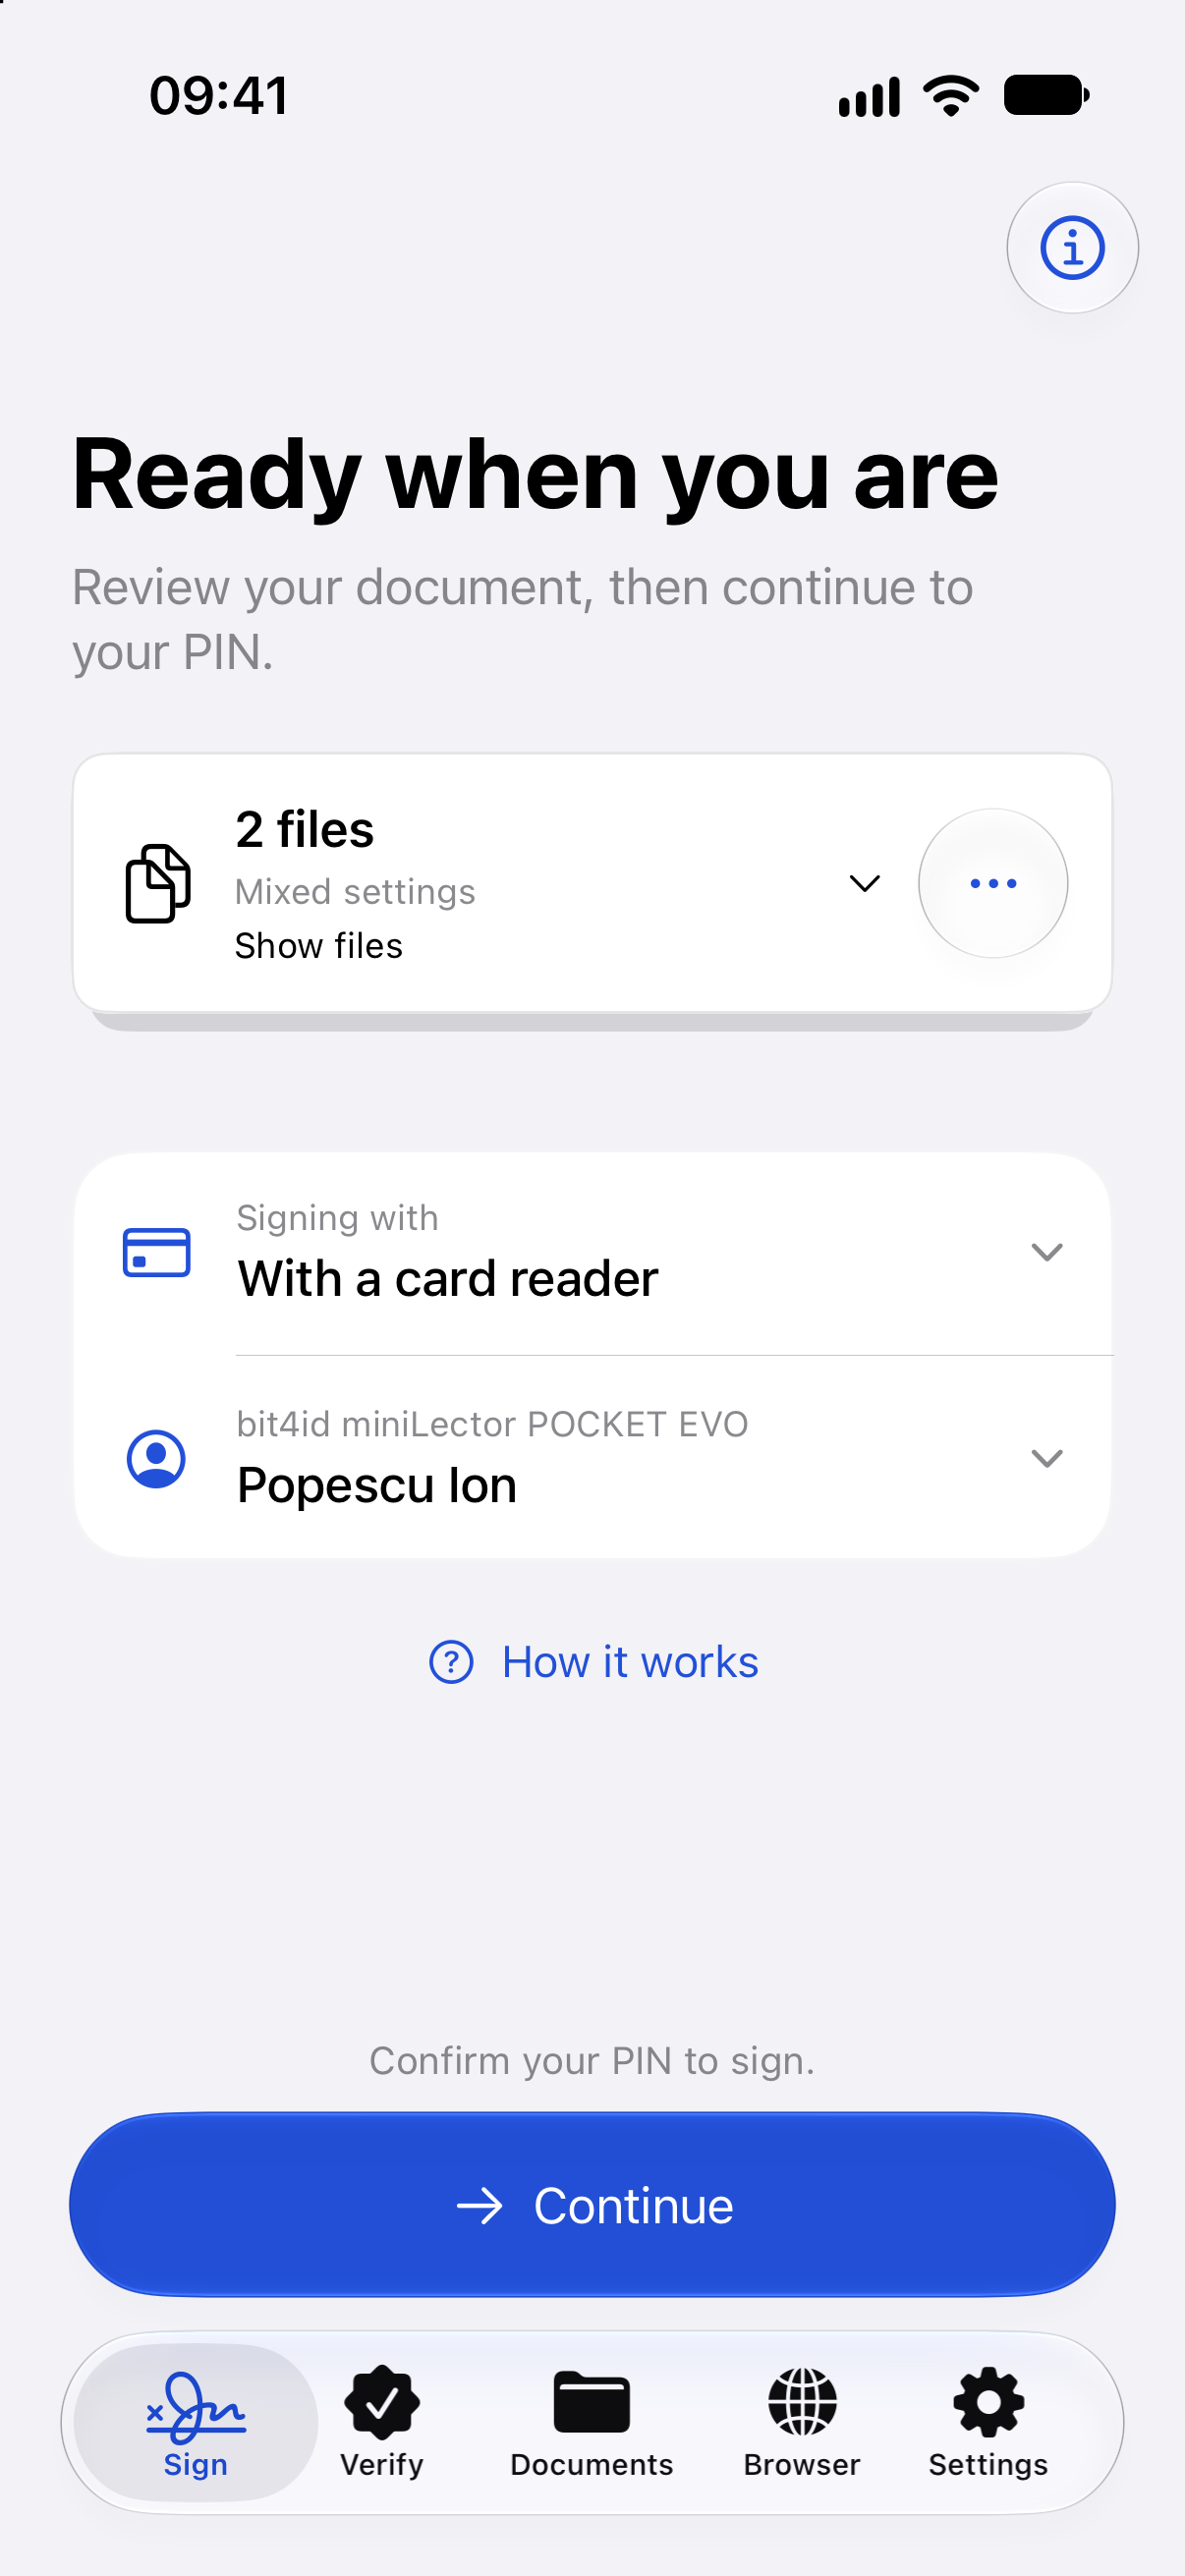 09:41
Ready when you are
Review your document, then continue to
your PIN.
2 files
Mixed settings
Show files
Signing with
With a card reader
bit4id miniLector POCKET EVO
Popescu Ion
How it works
Confirm your PIN to sign.
Continue
Sign
Verify
Documents
Browser
Settings